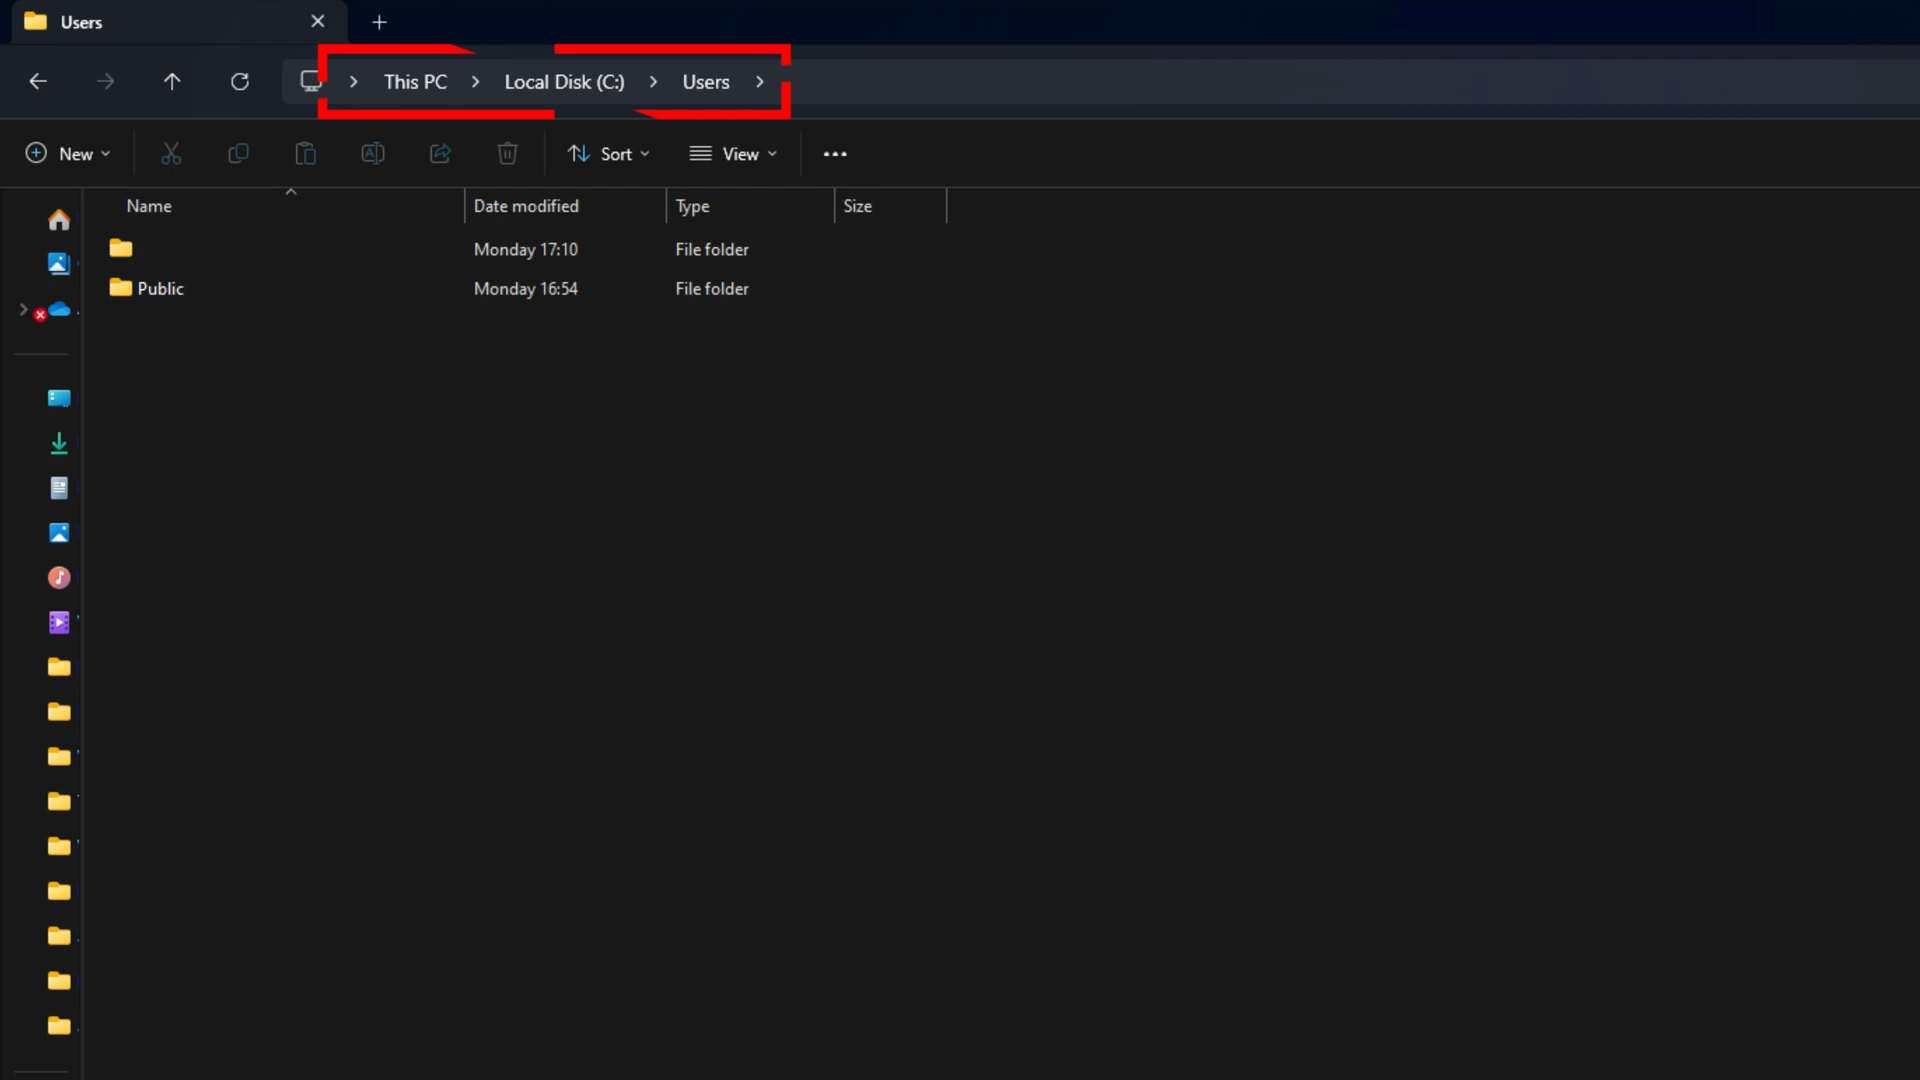 Users
This PC > Local Disk (C:) > Users >
New Sort View
Name Date modified Type Size
Monday 17:10 File folder
Public Monday 16:54 File folder